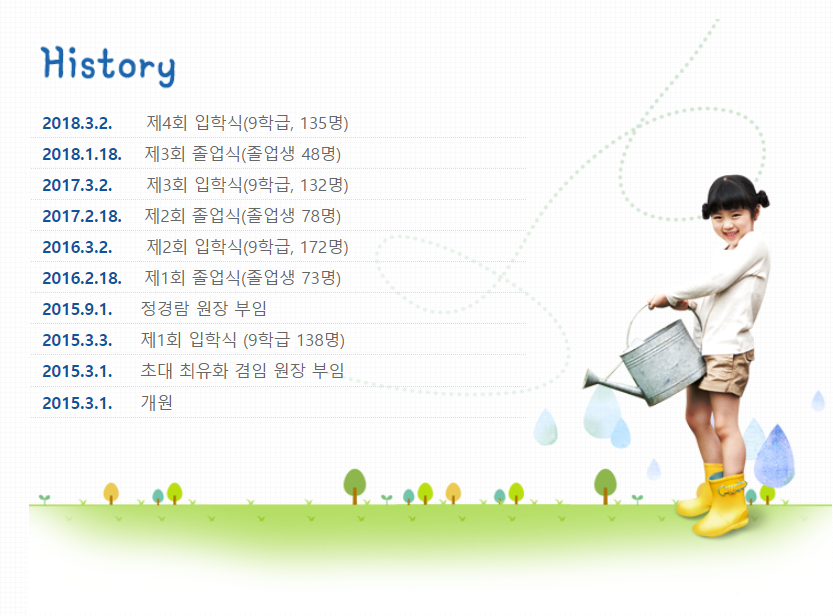 History
2018.3.2. 제4회 입학식(9학급, 135명)
2018.1.18. 제3회 졸업식(졸업생 48명)
2017.3.2. 제3회 입학식(9학급, 132명)
2017.2.18. 제2회 졸업식(졸업생 78명)
2016.3.2. 제2회 입학식(9학급, 172명)
2016.2.18. 제1회 졸업식(졸업생 73명)
2015.9.1. 정경람 원장 부임
2015.3.3. 제1회 입학식 (9학급 138명)
2015.3.1. 초대 최유화 겸임 원장 부임
2015.3.1. 개원